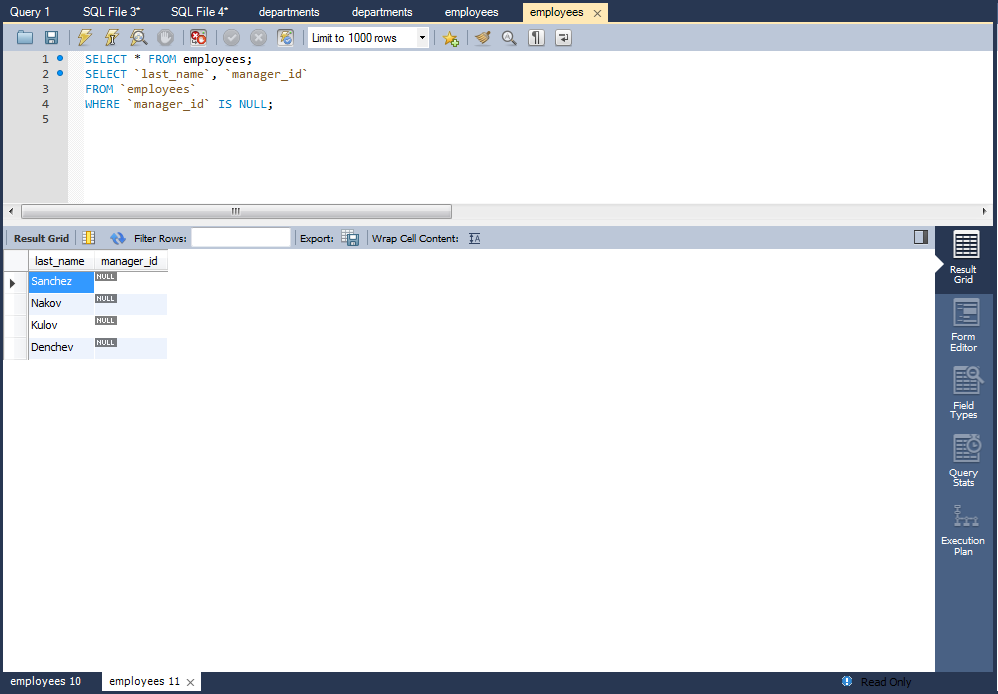 Query 1 SQL File 3* SQL File 4* departments departments employees employees
Limit to 1000 rows
1 SELECT * FROM employees;
2 SELECT `last_name`, `manager_id`
3 FROM `employees`
4 WHERE `manager_id` IS NULL;
5
Result Grid Filter Rows: Export: Wrap Cell Content:
last_name manager_id
Sanchez NULL
Nakov NULL
Kulov NULL
Denchev NULL
Result
Grid
Form
Editor
Field
Types
Query
Stats
Execution
Plan
employees 10 employees 11 Read Only